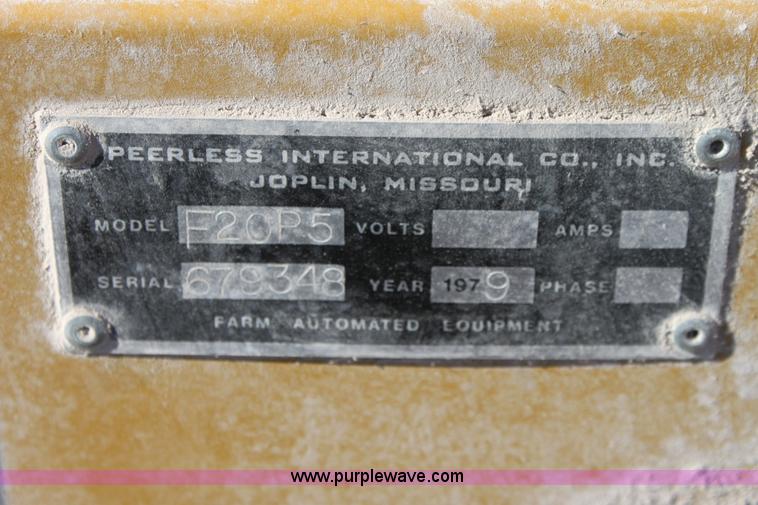 PEERLESS INTERNATIONAL CO., INC.
JOPLIN, MISSOURI
MODEL F20P5 VOLTS AMPS
SERIAL 679348 YEAR 1979 PHASE
FARM AUTOMATED EQUIPMENT
www.purplewave.com